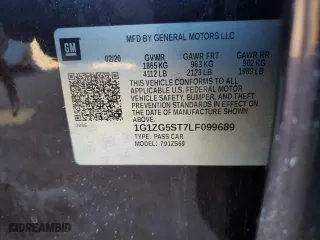 GM
MFD BY GENERAL MOTORS LLC
02/20 GVWR GAWR FRT GAWR RR
1865 KG 963 KG 902 KG
4112 LB 2123 LB 1989 LB
THIS VEHICLE CONFORMS TO ALL APPLICABLE U.S. FEDERAL MOTOR VEHICLE SAFETY, BUMPER, AND THEFT PREVENTION STANDARDS IN EFFECT ON THE DATE OF MANUFACTURE SHOWN ABOVE.
1G1ZG5ST7LF099689
TYPE: PASS CAR
MODEL: 791ZS69